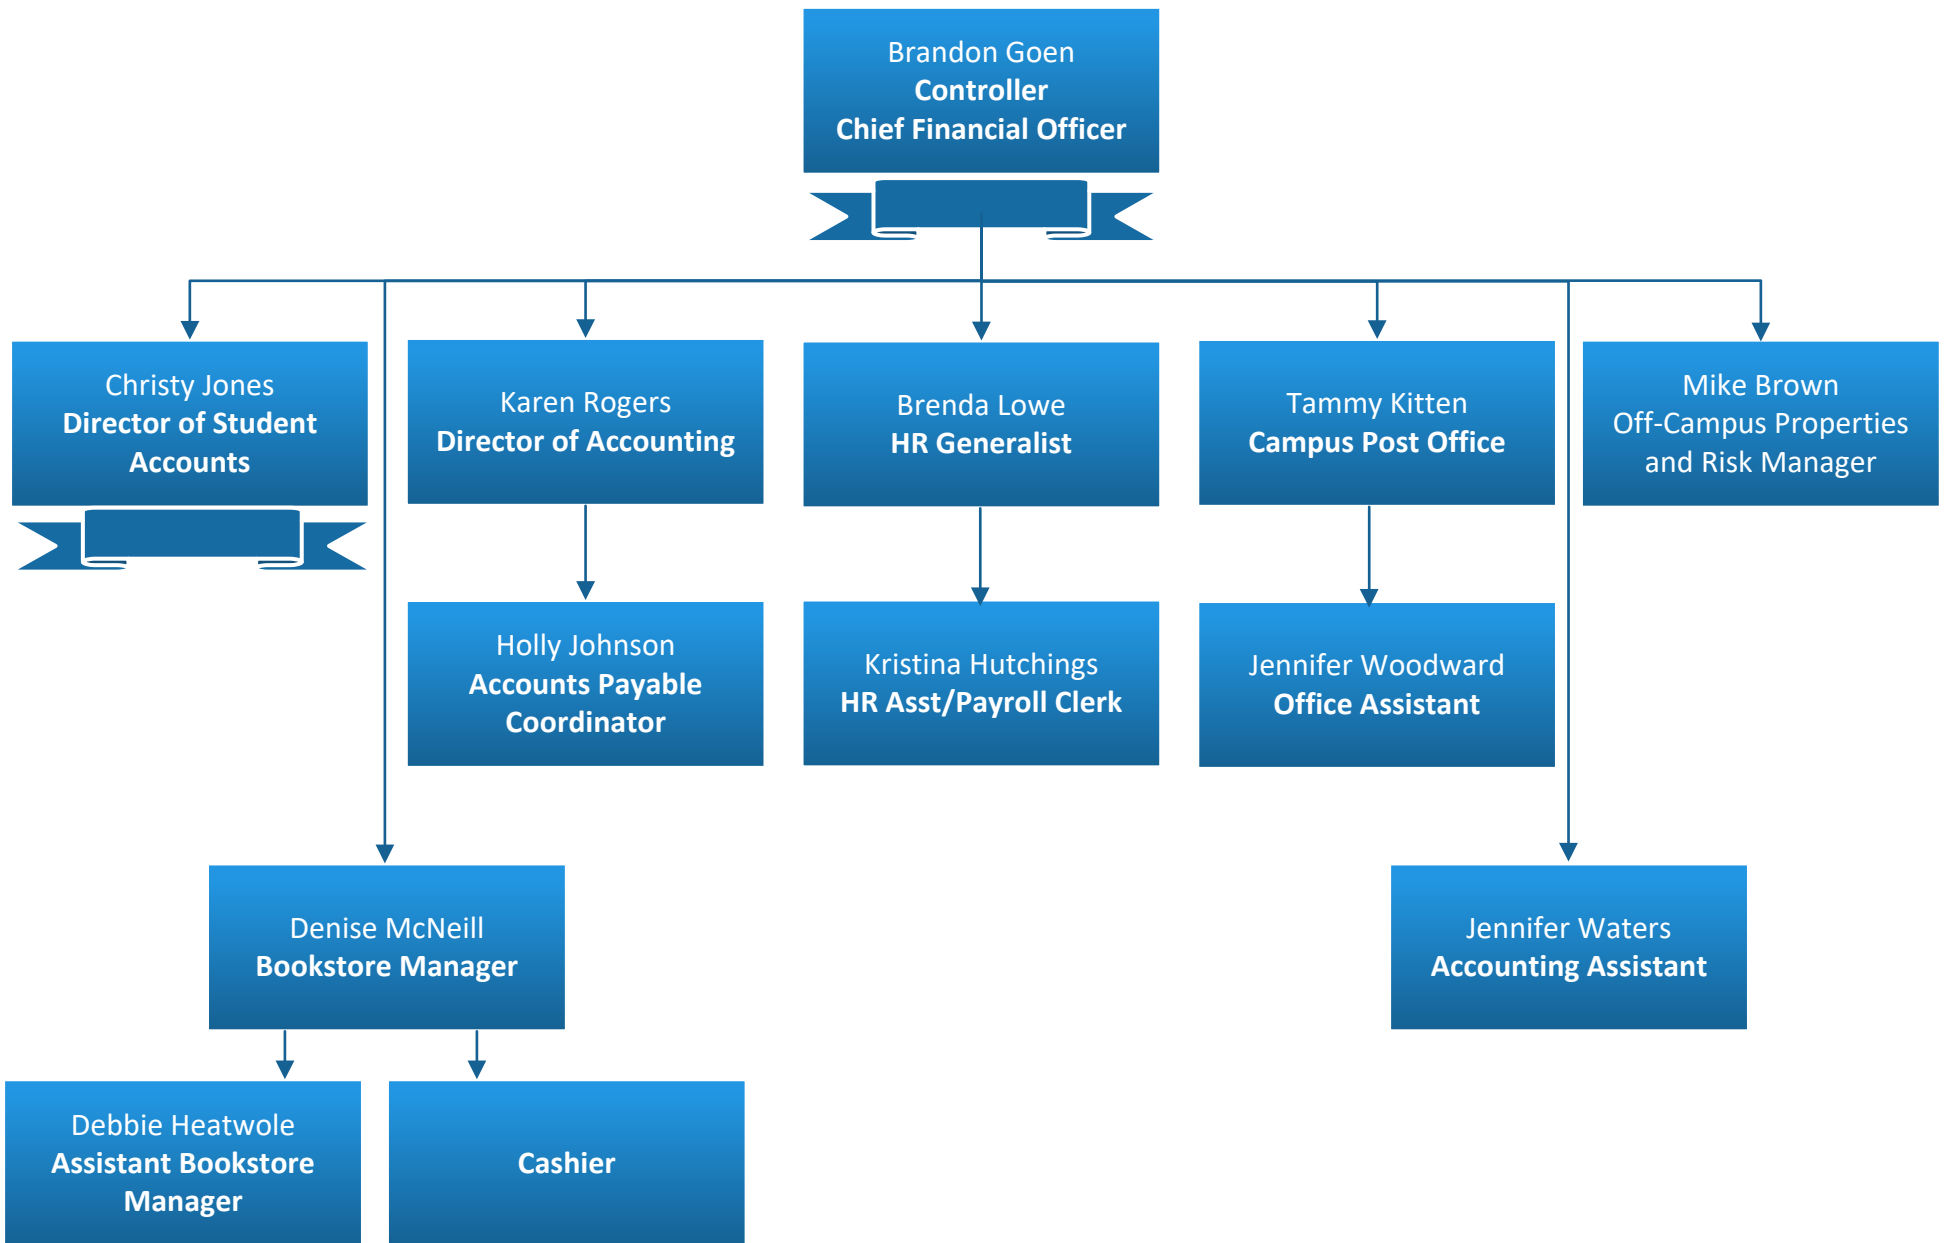 Brandon Goen
Controller
Chief Financial Officer
Christy Jones
Director of Student
Accounts
Karen Rogers
Director of Accounting
Brenda Lowe
HR Generalist
Tammy Kitten
Campus Post Office
Mike Brown
Off-Campus Properties
and Risk Manager
Holly Johnson
Accounts Payable
Coordinator
Kristina Hutchings
HR Asst/Payroll Clerk
Jennifer Woodward
Office Assistant
Denise McNeill
Bookstore Manager
Jennifer Waters
Accounting Assistant
Debbie Heatwole
Assistant Bookstore
Manager
Cashier